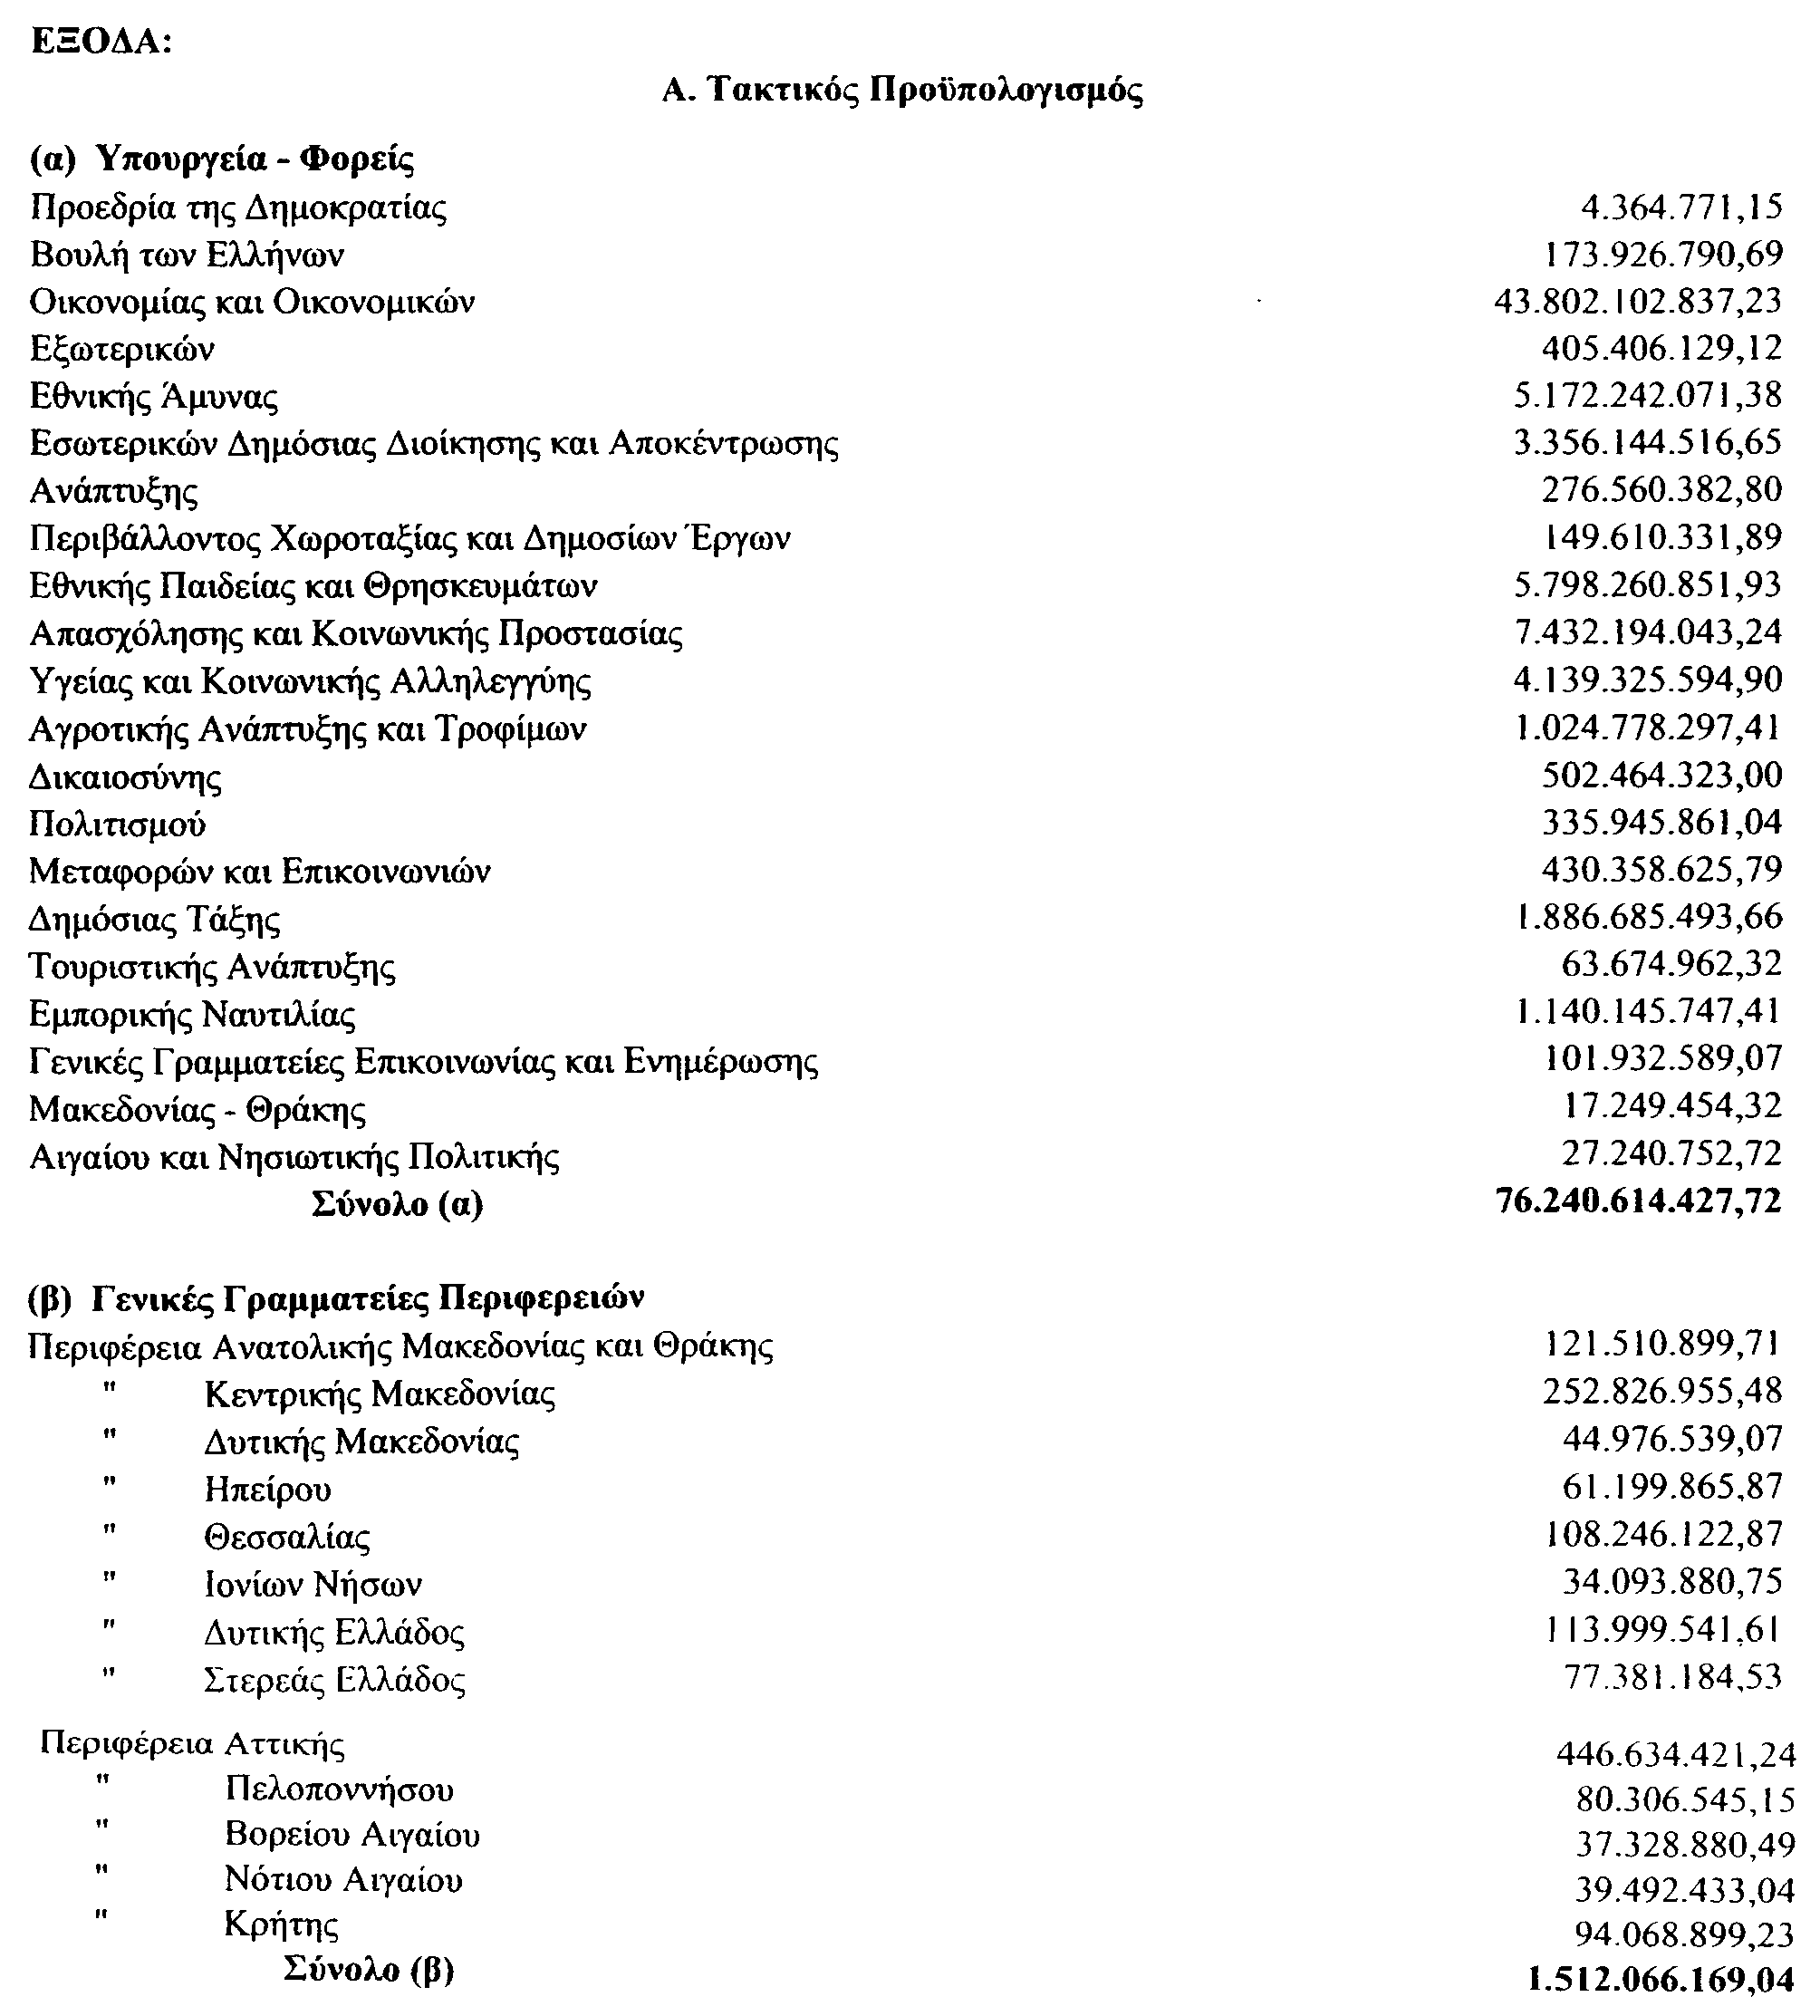 ΕΞΟΔΑ:
Α. Τακτικός Προϋπολογισμός
(α) Υπουργεία - Φορείς
Προεδρία της Δημοκρατίας 4.364.771,15
Βουλή των Ελλήνων 173.926.790,69
Οικονομίας και Οικονομικών 43.802.102.837,23
Εξωτερικών 405.406.129,12
Εθνικής Άμυνας 5.172.242.071,38
Εσωτερικών Δημόσιας Διοίκησης και Αποκέντρωσης 3.356.144.516,65
Ανάπτυξης 276.560.382,80
Περιβάλλοντος Χωροταξίας και Δημοσίων Έργων 149.610.331,89
Εθνικής Παιδείας και Θρησκευμάτων 5.798.260.851,93
Απασχόλησης και Κοινωνικής Προστασίας 7.432.194.043,24
Υγείας και Κοινωνικής Αλληλεγγύης 4.139.325.594,90
Αγροτικής Ανάπτυξης και Τροφίμων 1.024.778.297,41
Δικαιοσύνης 502.464.323,00
Πολιτισμού 335.945.861,04
Μεταφορών και Επικοινωνιών 430.358.625,79
Δημόσιας Τάξης 1.886.685.493,66
Τουριστικής Ανάπτυξης 63.674.962,32
Εμπορικής Ναυτιλίας 1.140.145.747,41
Γενικές Γραμματείες Επικοινωνίας και Ενημέρωσης 101.932.589,07
Μακεδονίας - Θράκης 17.249.454,32
Αιγαίου και Νησιωτικής Πολιτικής 27.240.752,72
Σύνολο (α) 76.240.614.427,72
(β) Γενικές Γραμματείες Περιφερειών
Περιφέρεια Ανατολικής Μακεδονίας και Θράκης 121.510.899,71
" Κεντρικής Μακεδονίας 252.826.955,48
" Δυτικής Μακεδονίας 44.976.539,07
" Ηπείρου 61.199.865,87
" Θεσσαλίας 108.246.122,87
" Ιονίων Νήσων 34.093.880,75
" Δυτικής Ελλάδος 113.999.541,61
" Στερεάς Ελλάδος 77.381.184,53
Περιφέρεια Αττικής 446.634.421,24
" Πελοποννήσου 80.306.545,15
" Βορείου Αιγαίου 37.328.880,49
" Νότιου Αιγαίου 39.492.433,04
" Κρήτης 94.068.899,23
Σύνολο (β) 1.512.066.169,04